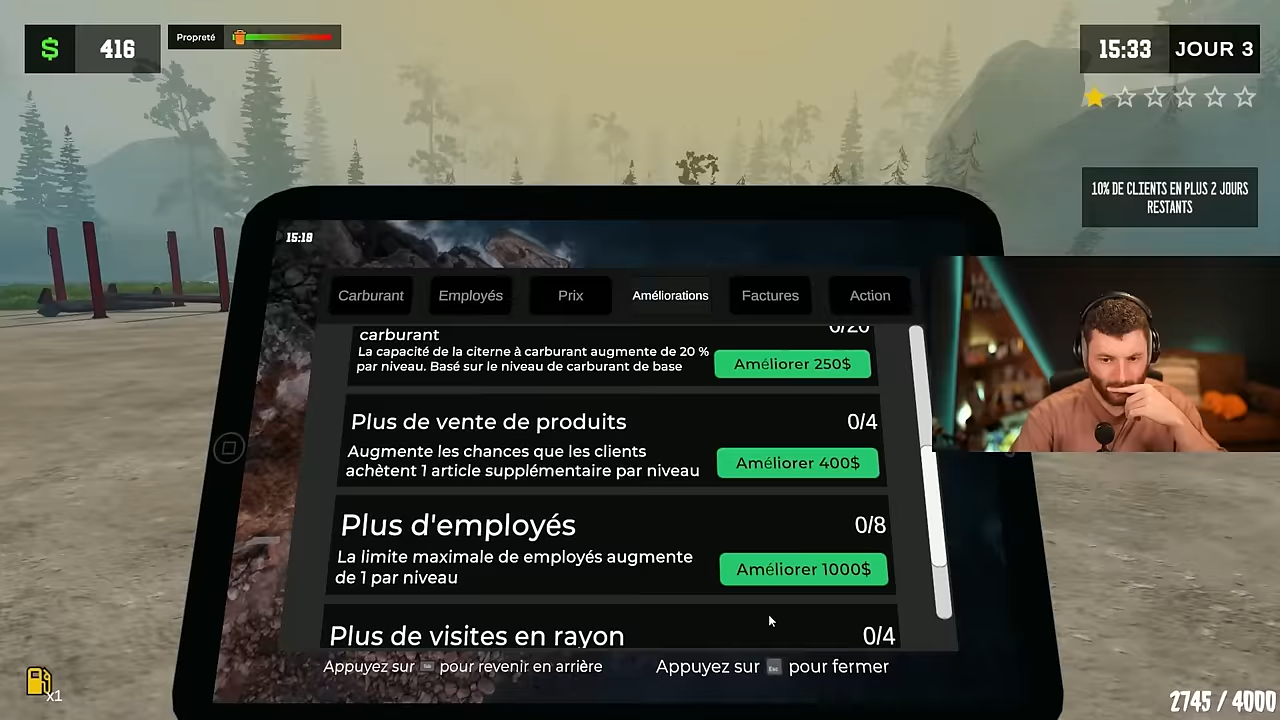 $ 416
Propreté
15:33 JOUR 3
10% DE CLIENTS EN PLUS 2 JOURS
RESTANTS
15:18
Carburant Employés Prix Améliorations Factures Action
carburant
0/20
La capacité de la citerne à carburant augmente de 20 %
par niveau. Basé sur le niveau de carburant de base
Améliorer 250$
Plus de vente de produits
0/4
Augmente les chances que les clients
achètent 1 article supplémentaire par niveau
Améliorer 400$
Plus d'employés
0/8
La limite maximale de employés augmente
de 1 par niveau
Améliorer 1000$
Plus de visites en rayon
0/4
Appuyez sur Tab pour revenir en arrière
Appuyez sur Esc pour fermer
x1
2745 / 4000